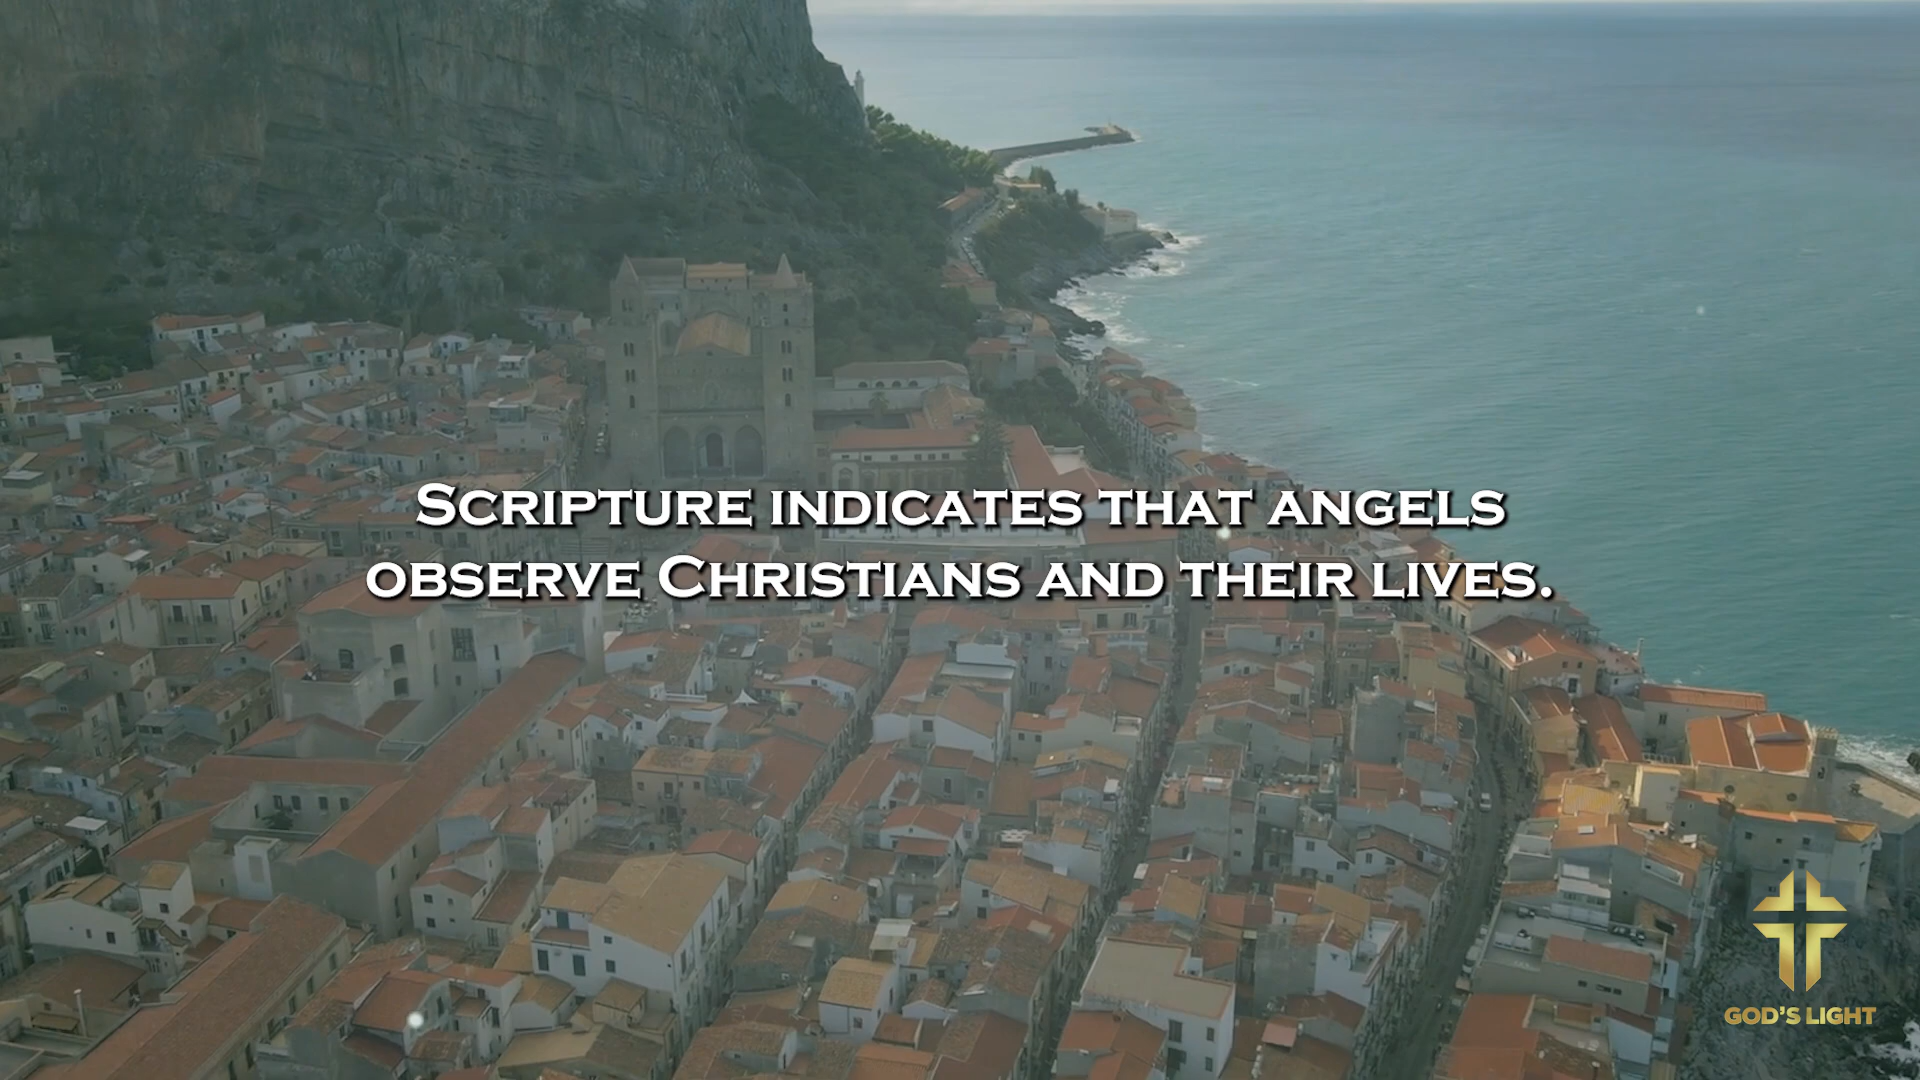 Scripture indicates that angels
observe Christians and their lives.
GOD'S LIGHT